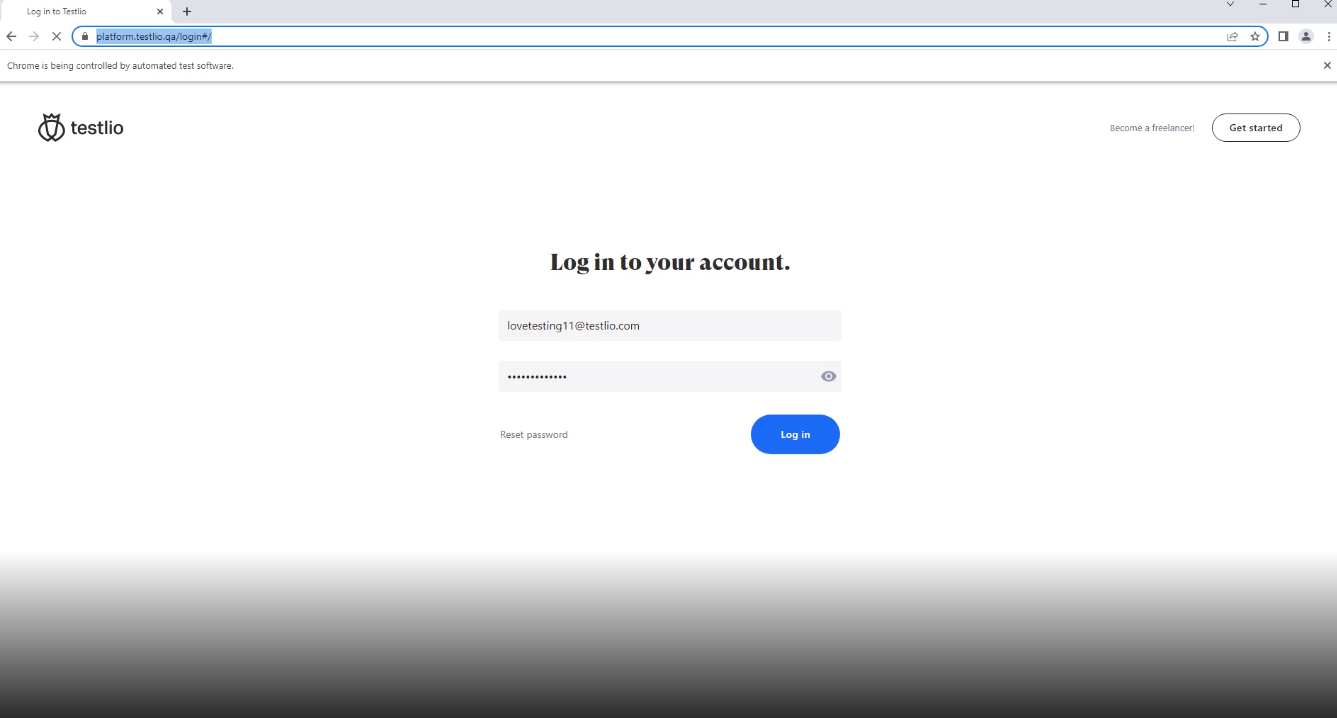 Log in to Testlio
platform.testlio.qa/login#/
Chrome is being controlled by automated test software.
testlio
Become a freelancer!
Get started
Log in to your account.
lovetesting11@testlio.com
•••••••••••••
Reset password
Log in